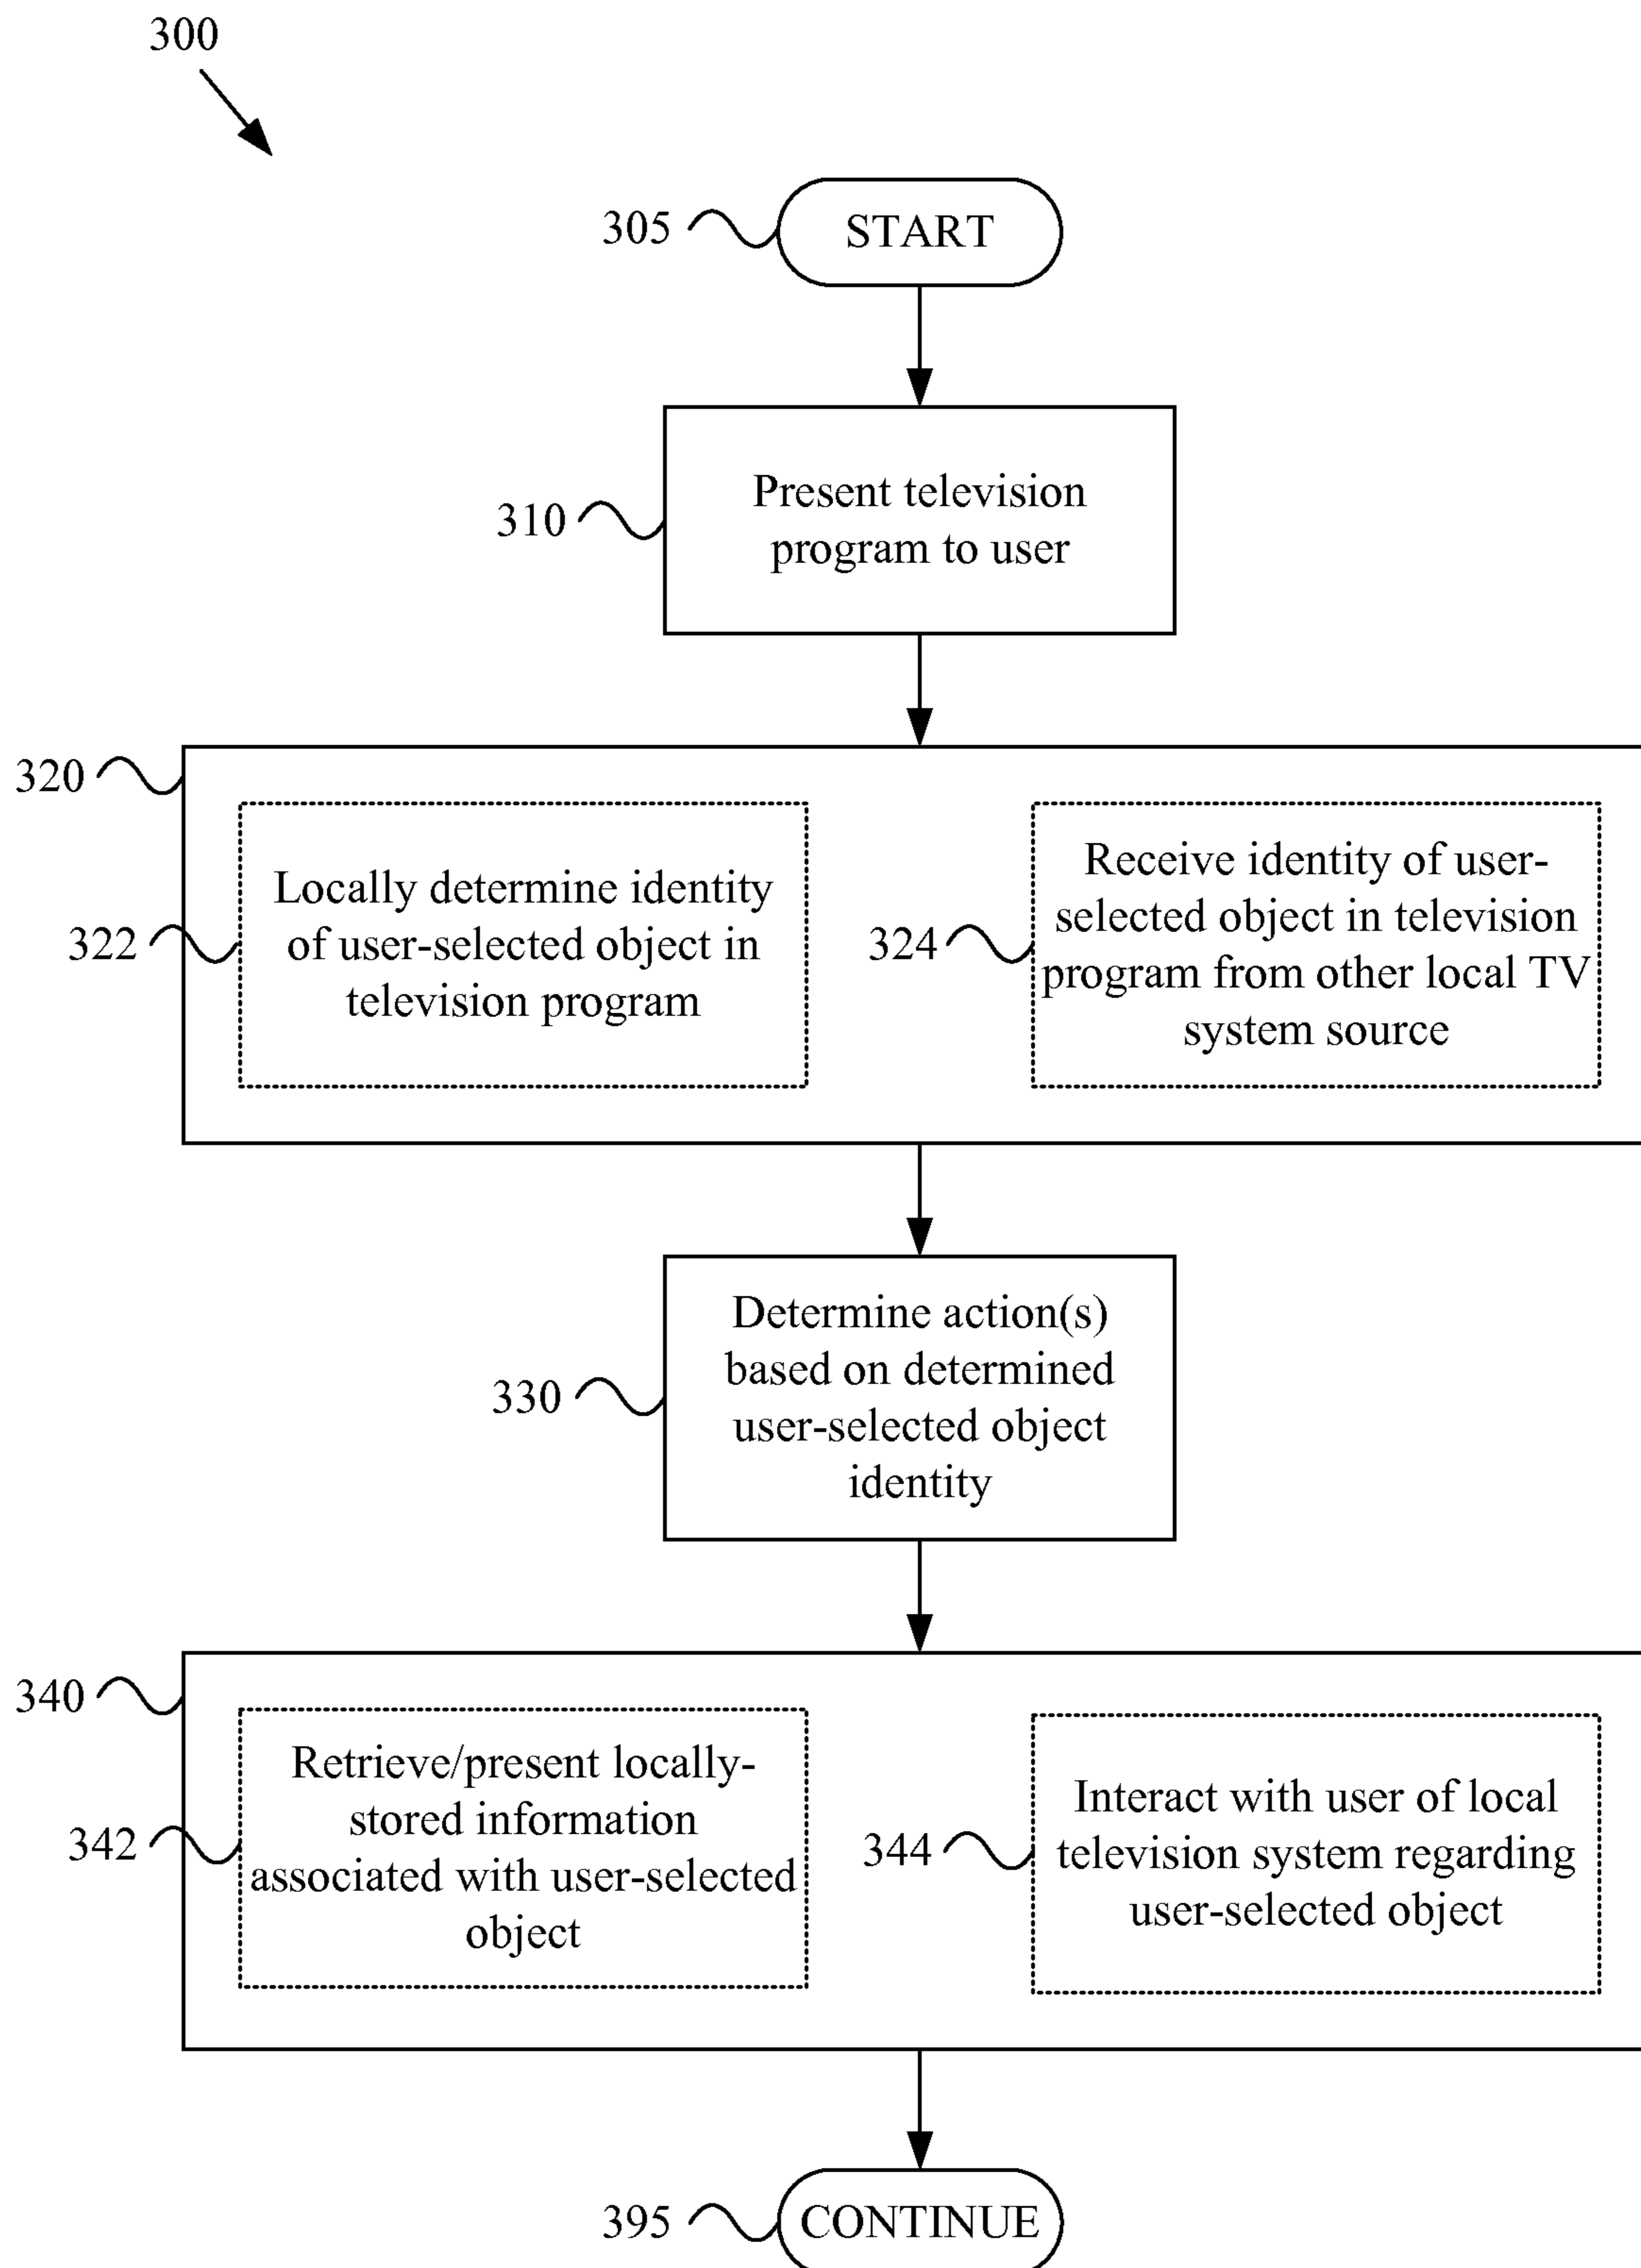 300
305
START
310
Present television
program to user
320
322
Locally determine identity
of user-selected object in
television program
324
Receive identity of user-
selected object in television
program from other local TV
system source
330
Determine action(s)
based on determined
user-selected object
identity
340
342
Retrieve/present locally-
stored information
associated with user-selected
object
344
Interact with user of local
television system regarding
user-selected object
395
CONTINUE